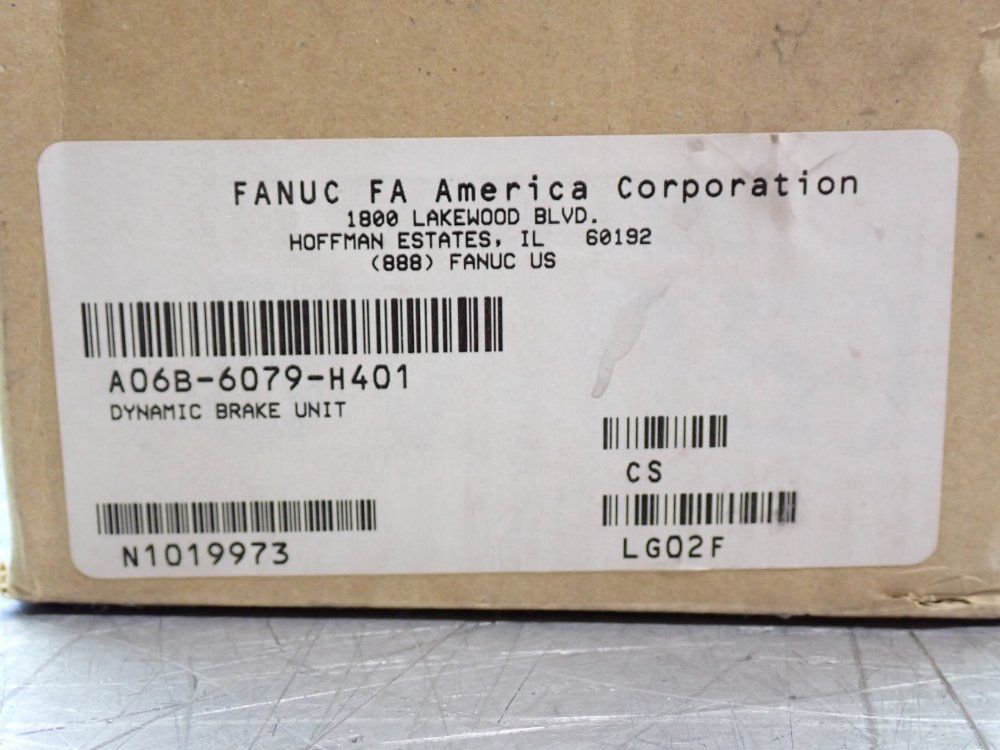 FANUC FA America Corporation
1800 LAKEWOOD BLVD.
HOFFMAN ESTATES, IL 60192
(888) FANUC US
A06B-6079-H401
DYNAMIC BRAKE UNIT
CS
N1019973
LG02F